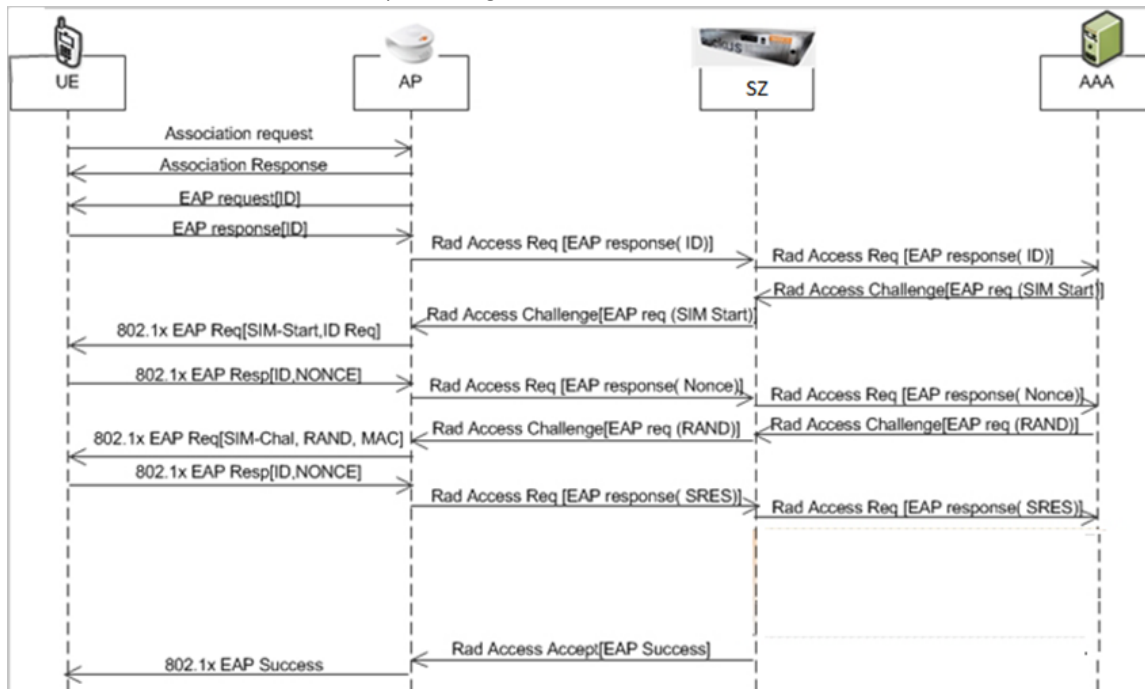 UE
AP
RUCKUS
SZ
AAA
Association request
Association Response
EAP request[ID]
EAP response[ID]
Rad Access Req [EAP response( ID)]
Rad Access Req [EAP response( ID)]
Rad Access Challenge[EAP req (SIM Start)]
Rad Access Challenge[EAP req (SIM Start)]
802.1x EAP Req[SIM-Start,ID Req]
802.1x EAP Resp[ID,NONCE]
Rad Access Req [EAP response( Nonce)]
Rad Access Req [EAP response( Nonce)]
Rad Access Challenge[EAP req (RAND)]
Rad Access Challenge[EAP req (RAND)]
802.1x EAP Req[SIM-Chal, RAND, MAC]
802.1x EAP Resp[ID,NONCE]
Rad Access Req [EAP response( SRES)]
Rad Access Req [EAP response( SRES)]
Rad Access Accept[EAP Success]
802.1x EAP Success